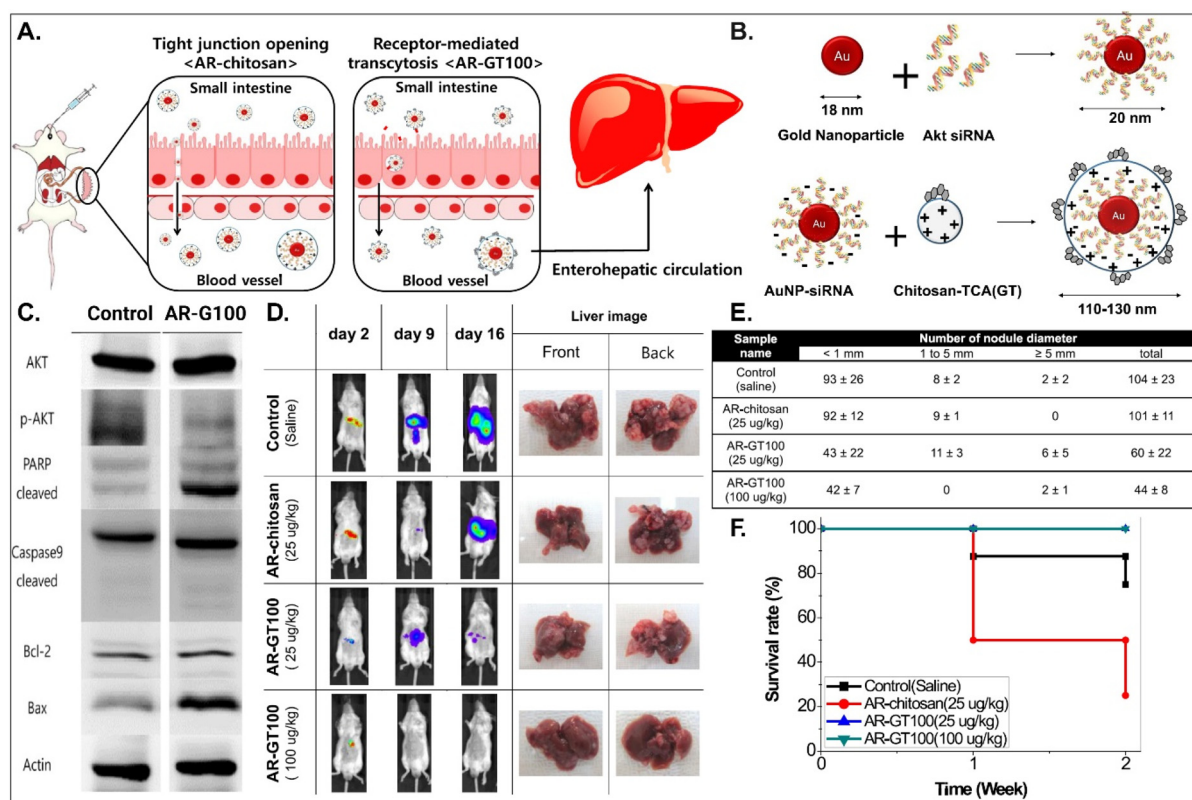 A.
Tight junction opening
<AR-chitosan>
Small intestine
Au
Blood vessel
Receptor-mediated
transcytosis <AR-GT100>
Small intestine
Au
Blood vessel
Enterohepatic circulation
B.
Au
18 nm
Gold Nanoparticle
+
Akt siRNA
Au
20 nm
Au
AuNP-siRNA
+
Chitosan-TCA(GT)
Au
110-130 nm
C.
Control AR-G100
AKT
p-AKT
PARP
cleaved
Caspase9
cleaved
Bcl-2
Bax
Actin
D.
day 2 day 9 day 16 Liver image
Front Back
Control
(Saline)
AR-chitosan
(25 ug/kg)
AR-GT100
( 25 ug/kg)
AR-GT100
( 100 ug/kg)
E.
Sample name Number of nodule diameter
< 1 mm 1 to 5 mm ≥ 5 mm total
Control (saline) 93 ± 26 8 ± 2 2 ± 2 104 ± 23
AR-chitosan (25 ug/kg) 92 ± 12 9 ± 1 0 101 ± 11
AR-GT100 (25 ug/kg) 43 ± 22 11 ± 3 6 ± 5 60 ± 22
AR-GT100 (100 ug/kg) 42 ± 7 0 2 ± 1 44 ± 8
F.
Survival rate (%)
100
80
60
40
20
0
Control(Saline)
AR-chitosan(25 ug/kg)
AR-GT100(25 ug/kg)
AR-GT100(100 ug/kg)
0 1 2
Time (Week)